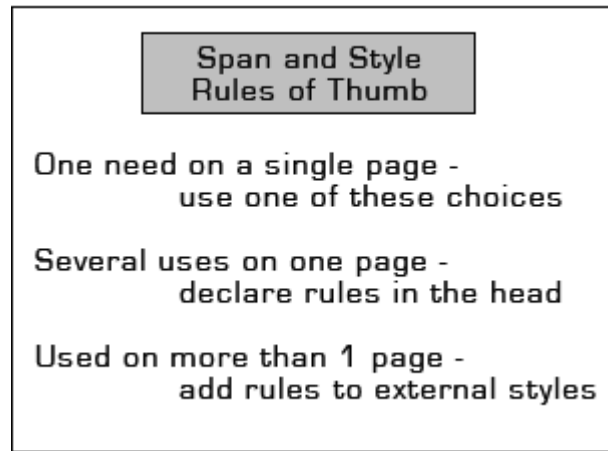 Span and Style
Rules of Thumb
One need on a single page -
use one of these choices
Several uses on one page -
declare rules in the head
Used on more than 1 page -
add rules to external styles